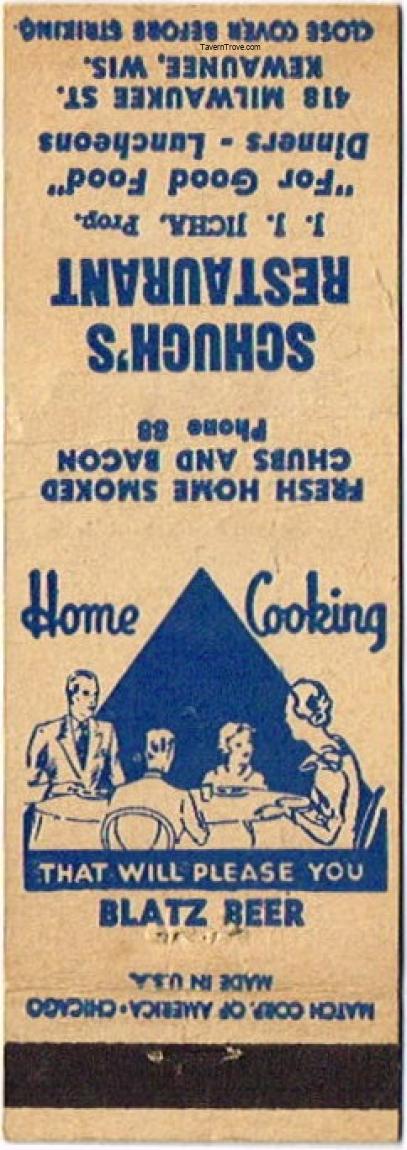 CLOSE COVER BEFORE STRIKING.
TavernTrove.com
KEWAUNEE, WIS.
418 MILWAUKEE ST.
Dinners - Luncheons
"For Good Food"
J. J. JICHA, Prop.
RESTAURANT
SCHUCH'S
Phone 88
CHUBS AND BACON
FRESH HOME SMOKED
Home Cooking
THAT WILL PLEASE YOU
BLATZ BEER
MADE IN U.S.A.
MATCH CORP. OF AMERICA • CHICAGO